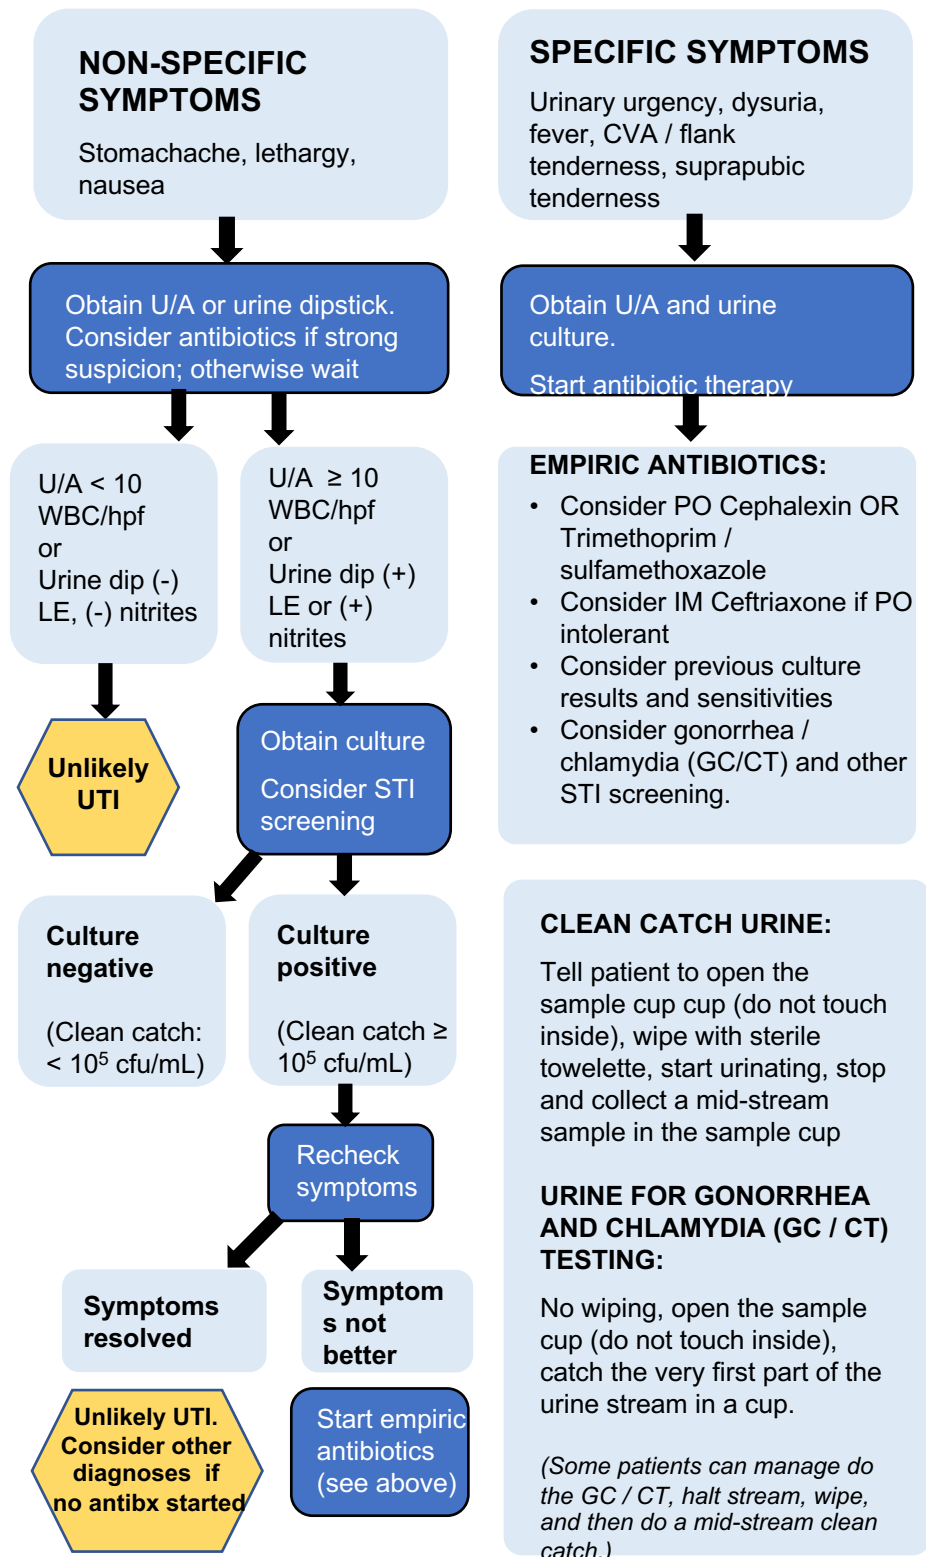 NON-SPECIFIC
SYMPTOMS
Stomachache, lethargy,
nausea
SPECIFIC SYMPTOMS
Urinary urgency, dysuria,
fever, CVA / flank
tenderness, suprapubic
tenderness
Obtain U/A or urine dipstick.
Consider antibiotics if strong
suspicion; otherwise wait
Obtain U/A and urine
culture.
Start antibiotic therapy
U/A < 10
WBC/hpf
or
Urine dip (-)
LE, (-) nitrites
U/A ≥ 10
WBC/hpf
or
Urine dip (+)
LE or (+)
nitrites
EMPIRIC ANTIBIOTICS:
• Consider PO Cephalexin OR
Trimethoprim /
sulfamethoxazole
• Consider IM Ceftriaxone if PO
intolerant
• Consider previous culture
results and sensitivities
• Consider gonorrhea /
chlamydia (GC/CT) and other
STI screening.
Unlikely
UTI
Obtain culture
Consider STI
screening
Culture
negative
(Clean catch:
< 10⁵ cfu/mL)
Culture
positive
(Clean catch ≥
10⁵ cfu/mL)
Recheck
symptoms
Symptoms
resolved
Symptom
s not
better
Unlikely UTI.
Consider other
diagnoses if
no antibx started
Start empiric
antibiotics
(see above)
CLEAN CATCH URINE:
Tell patient to open the
sample cup cup (do not touch
inside), wipe with sterile
towelette, start urinating, stop
and collect a mid-stream
sample in the sample cup
URINE FOR GONORRHEA
AND CHLAMYDIA (GC / CT)
TESTING:
No wiping, open the sample
cup (do not touch inside),
catch the very first part of the
urine stream in a cup.
(Some patients can manage do
the GC / CT, halt stream, wipe,
and then do a mid-stream clean
catch.)